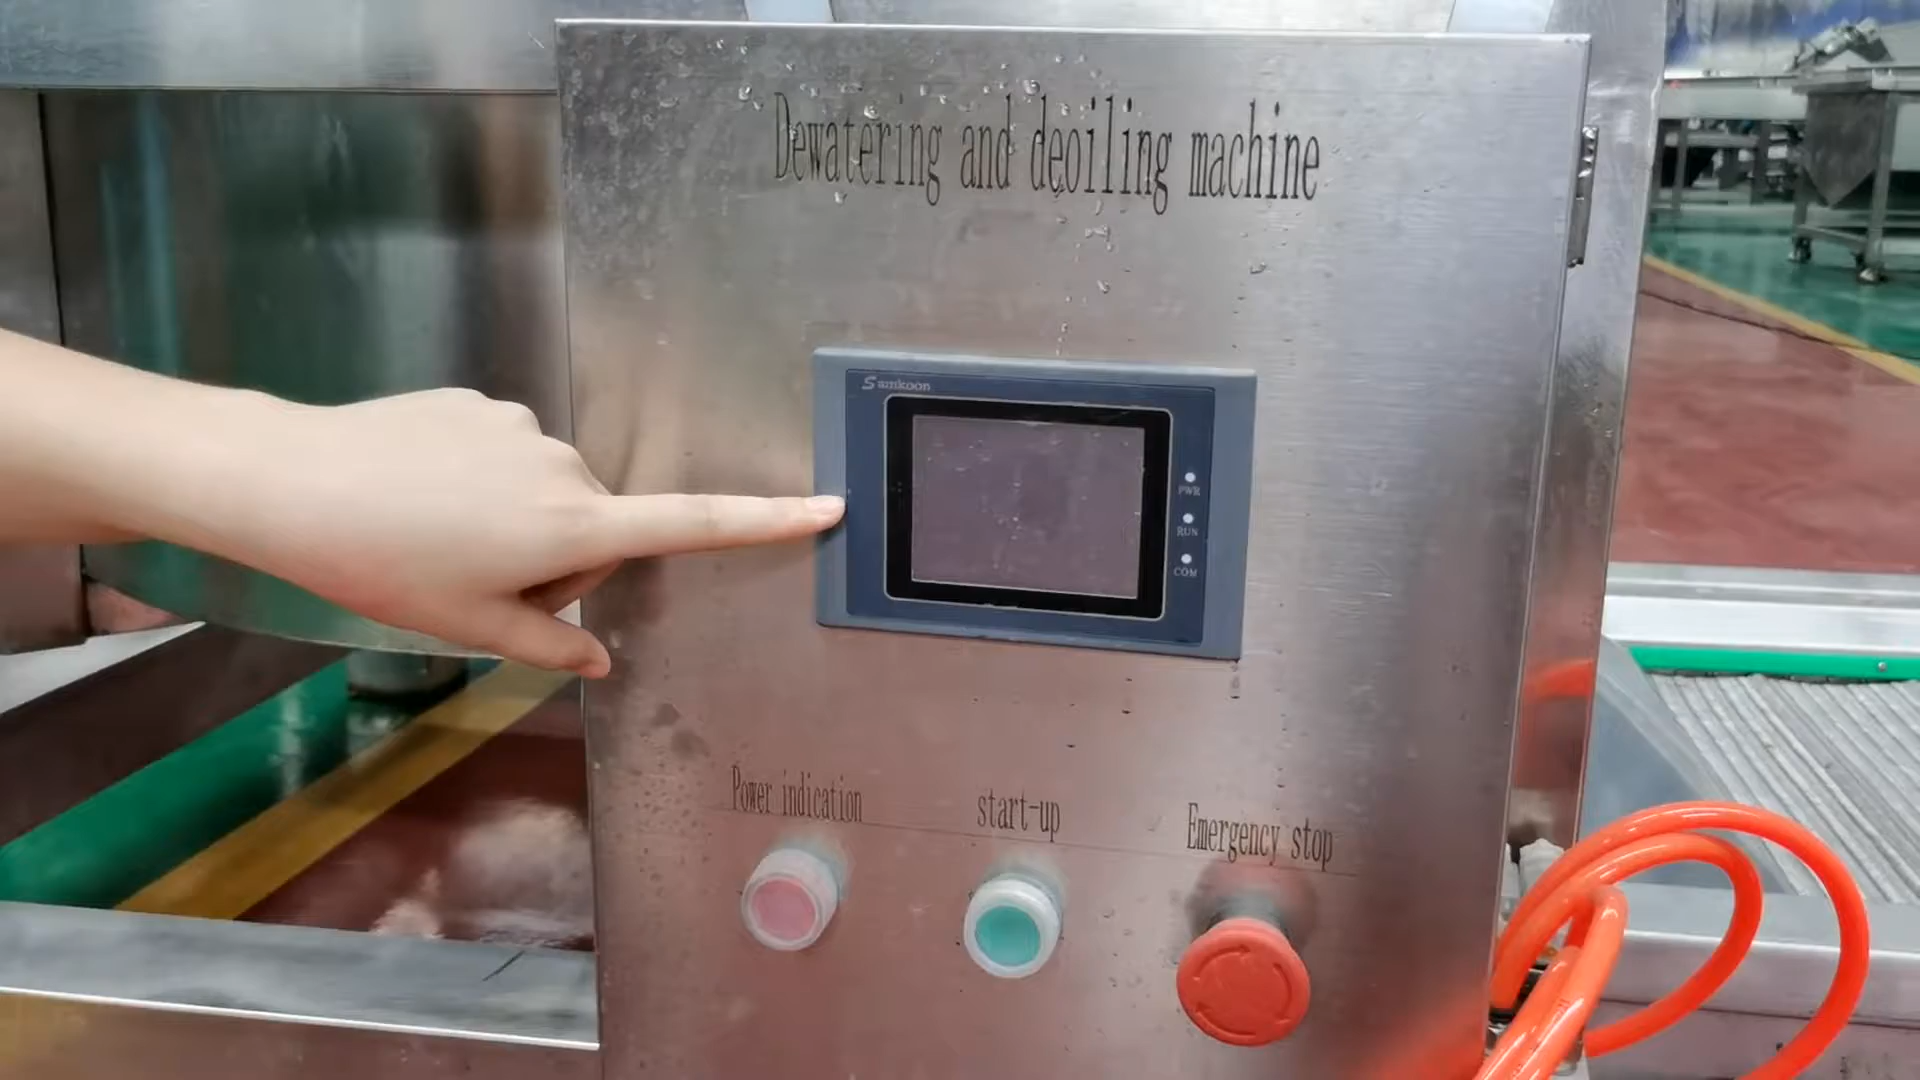 Dewatering and deoiling machine
Samkoon
PWR
RUN
COM
Power indication
start-up
Emergency stop